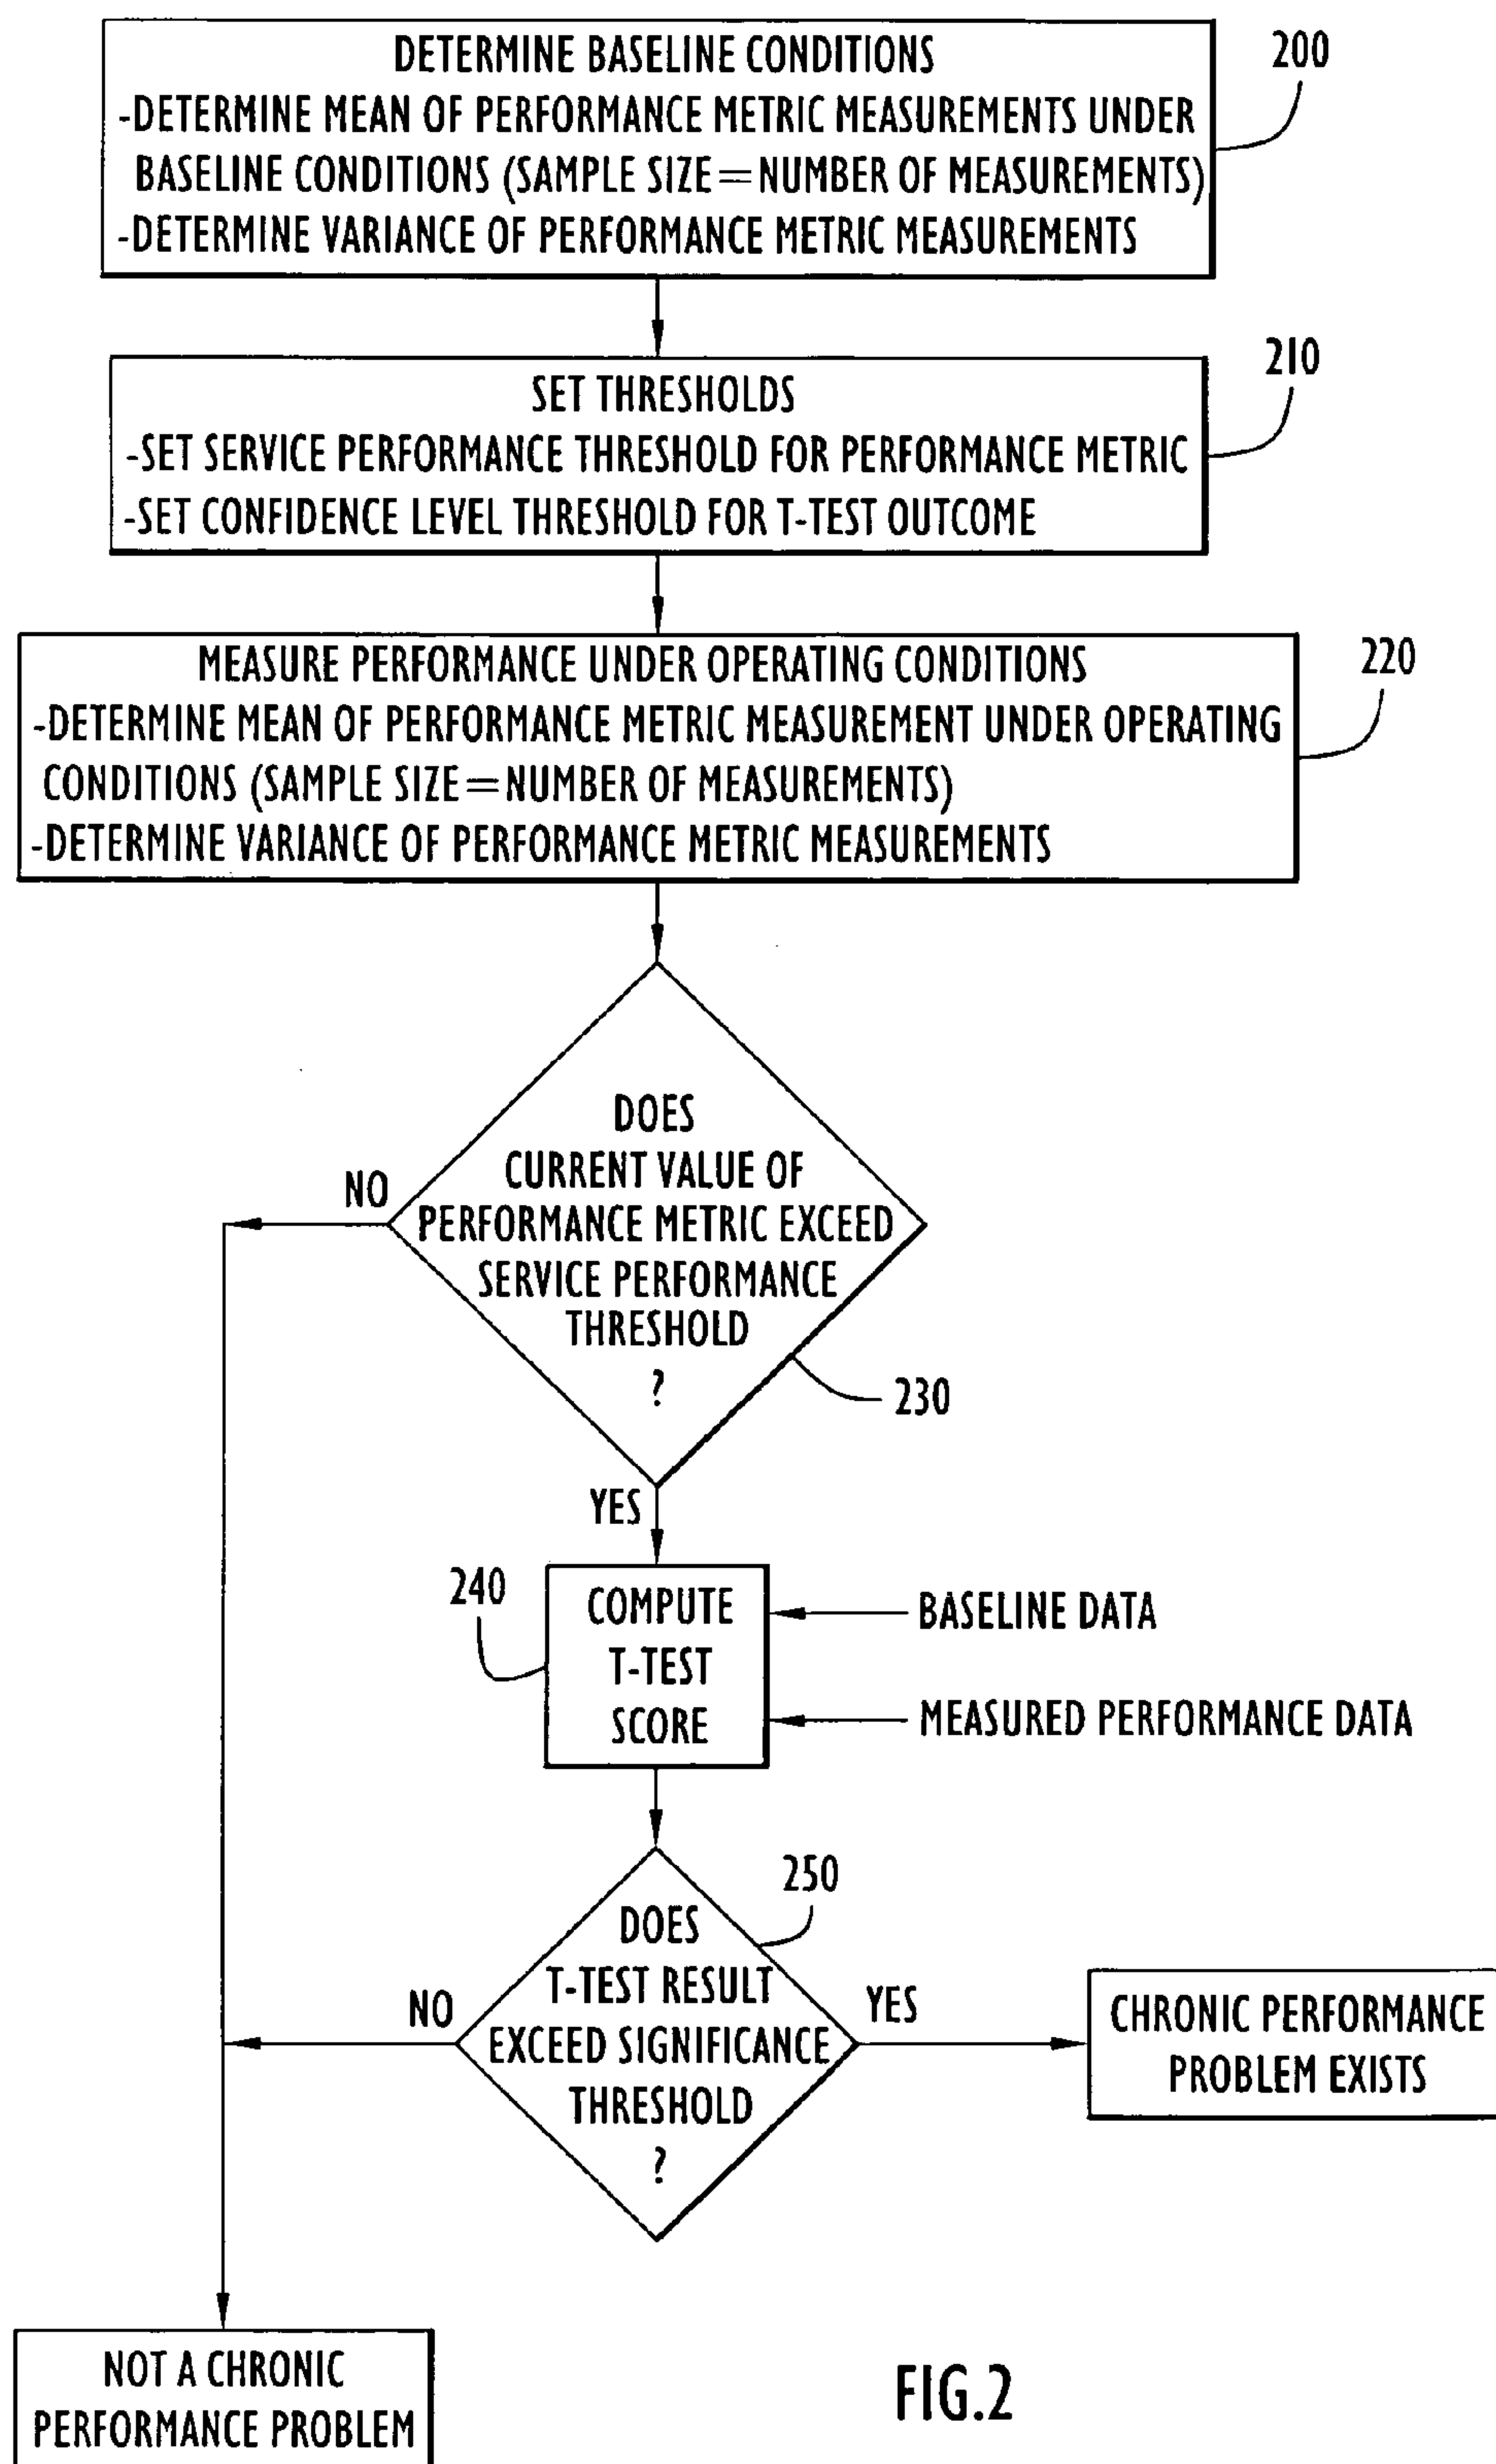 DETERMINE BASELINE CONDITIONS
-DETERMINE MEAN OF PERFORMANCE METRIC MEASUREMENTS UNDER
BASELINE CONDITIONS (SAMPLE SIZE=NUMBER OF MEASUREMENTS)
-DETERMINE VARIANCE OF PERFORMANCE METRIC MEASUREMENTS
200
SET THRESHOLDS
-SET SERVICE PERFORMANCE THRESHOLD FOR PERFORMANCE METRIC
-SET CONFIDENCE LEVEL THRESHOLD FOR T-TEST OUTCOME
210
MEASURE PERFORMANCE UNDER OPERATING CONDITIONS
-DETERMINE MEAN OF PERFORMANCE METRIC MEASUREMENT UNDER OPERATING
CONDITIONS (SAMPLE SIZE=NUMBER OF MEASUREMENTS)
-DETERMINE VARIANCE OF PERFORMANCE METRIC MEASUREMENTS
220
DOES
CURRENT VALUE OF
PERFORMANCE METRIC EXCEED
SERVICE PERFORMANCE
THRESHOLD
?
NO
230
YES
240
COMPUTE
T-TEST
SCORE
BASELINE DATA
MEASURED PERFORMANCE DATA
250
DOES
T-TEST RESULT
EXCEED SIGNIFICANCE
THRESHOLD
?
NO
YES
CHRONIC PERFORMANCE
PROBLEM EXISTS
NOT A CHRONIC
PERFORMANCE PROBLEM
FIG.2